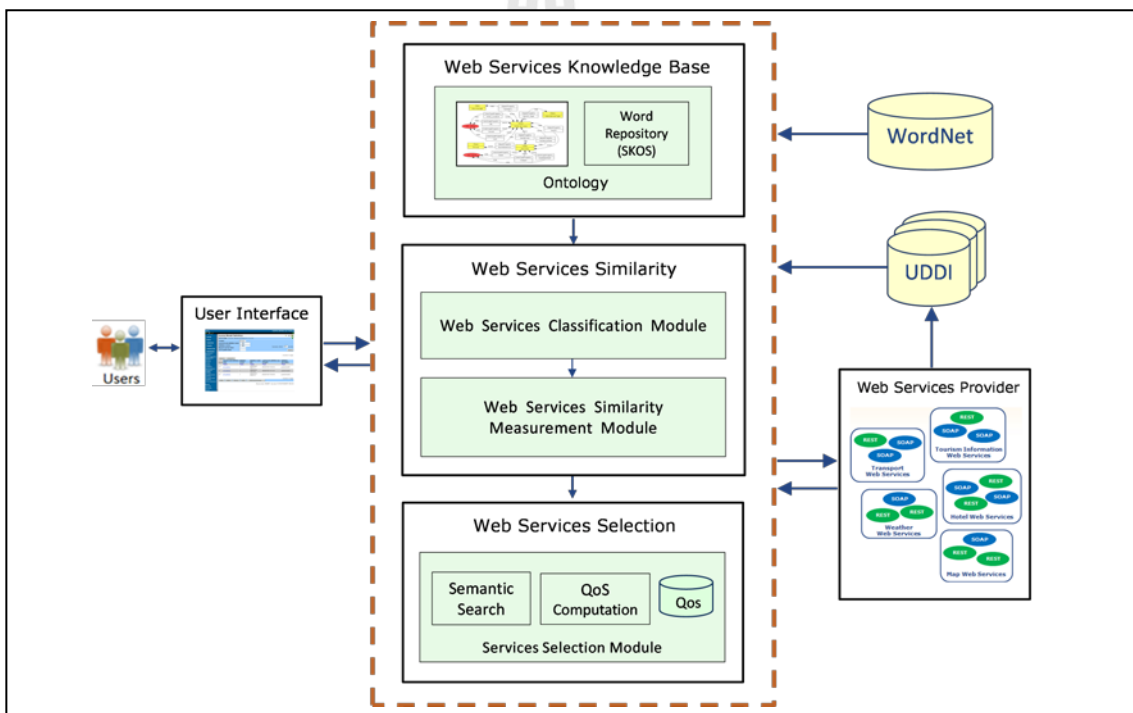 Web Services Knowledge Base
Word
Repository
(SKOS)
Ontology
WordNet
Web Services Similarity
UDDI
Web Services Classification Module
User Interface
Users
Web Services Similarity
Measurement Module
Web Services Provider
REST
SOAP
SOAP
Tourism Information
Web Services
REST
SOAP
SOAP
Transport
Web Services
SOAP
REST
REST
SOAP
Hotel Web Services
SOAP
REST
REST
Weather
Web Services
SOAP
REST
REST
Map Web Services
Web Services Selection
Semantic
Search
QoS
Computation
Qos
Services Selection Module